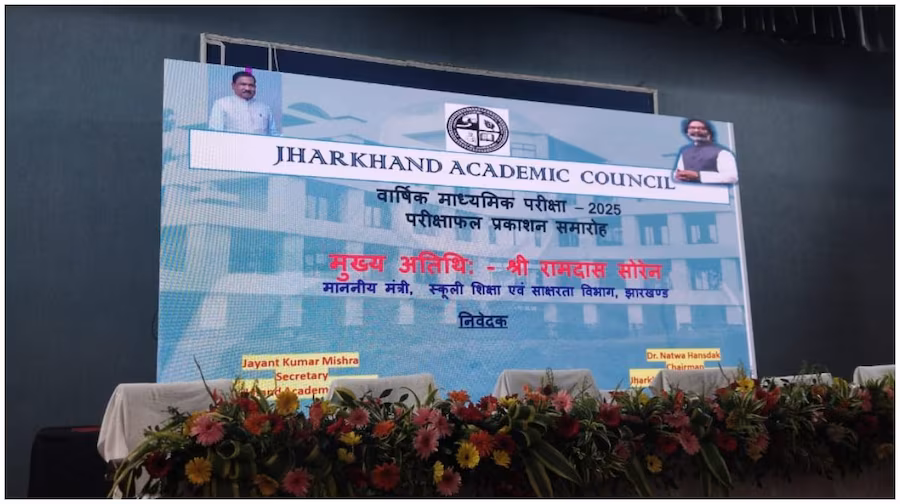 JHARKHAND ACADEMIC COUNCIL
वार्षिक माध्यमिक परीक्षा – 2025
परीक्षाफल प्रकाशन समारोह
मुख्य अतिथि: - श्री रामदास सोरेन
माननीय मंत्री, स्कूली शिक्षा एवं साक्षरता विभाग, झारखण्ड
निवेदक
Jayant Kumar Mishra
Secretary
Dr. Natwa Hansdak
Chairman